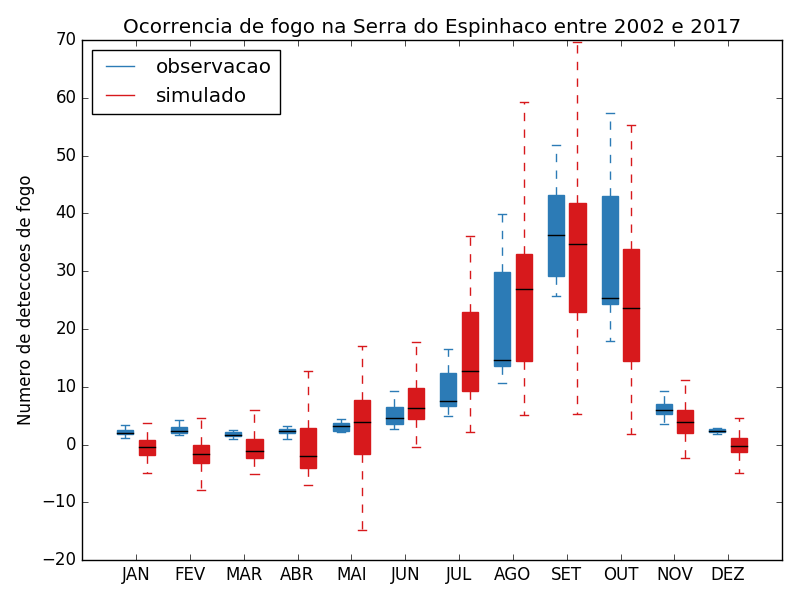 Ocorrencia de fogo na Serra do Espinhaco entre 2002 e 2017
observacao
simulado
Numero de deteccoes de fogo
70
60
50
40
30
20
10
0
−10
−20
JAN FEV MAR ABR MAI JUN JUL AGO SET OUT NOV DEZ